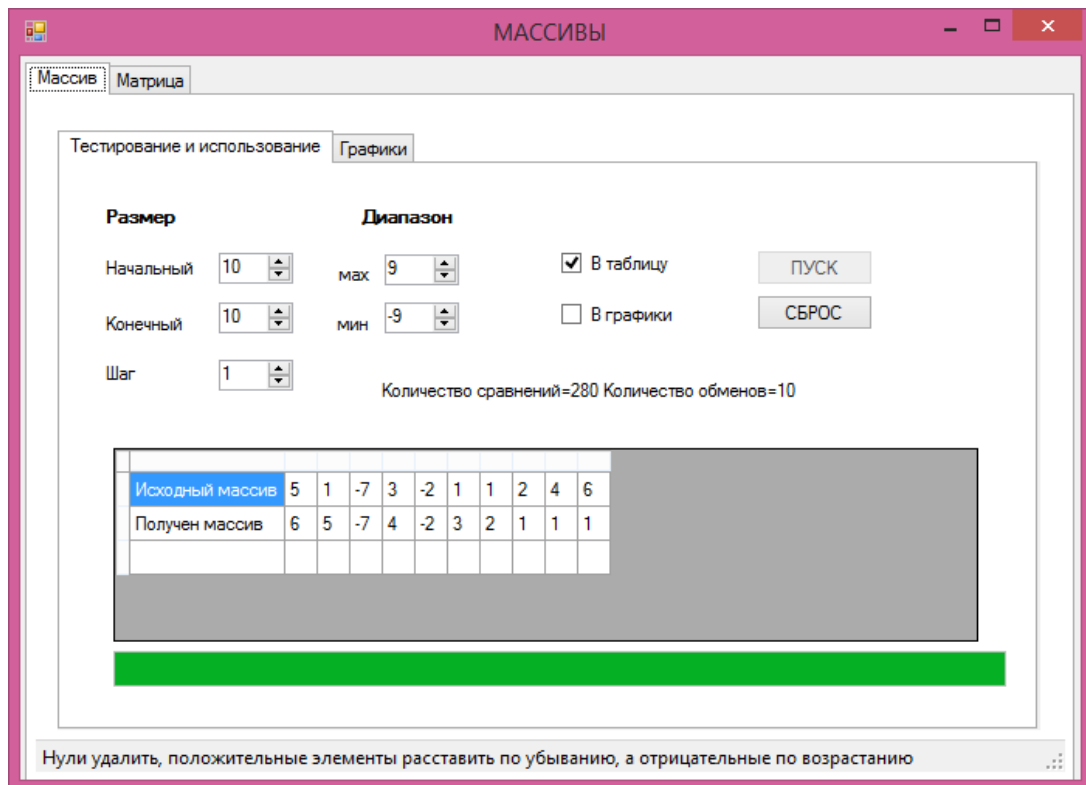 МАССИВЫ
Массив Матрица
Тестирование и использование Графики
Размер Диапазон
Начальный 10 мах 9 В таблицу ПУСК
Конечный 10 мин -9 В графики СБРОС
Шаг 1
Количество сравнений=280 Количество обменов=10
Исходный массив 5 1 -7 3 -2 1 1 2 4 6
Получен массив 6 5 -7 4 -2 3 2 1 1 1
Нули удалить, положительные элементы расставить по убыванию, а отрицательные по возрастанию